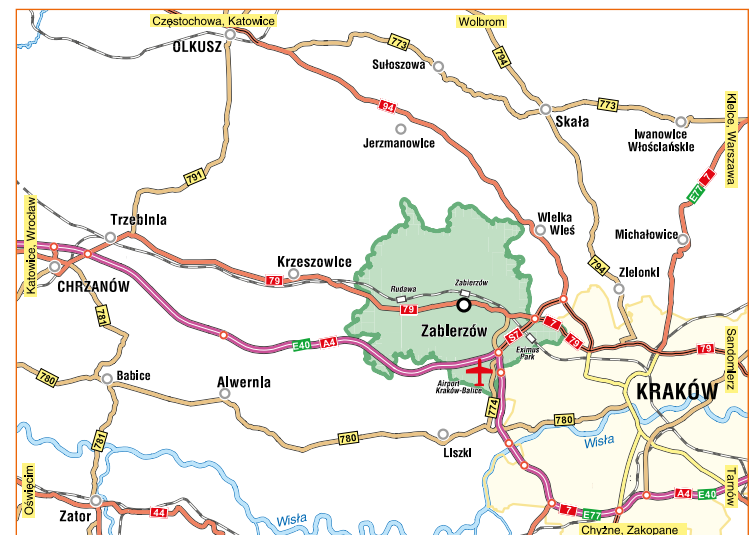 Częstochowa, Katowice
Wolbrom
OLKUSZ
773
794
Sułoszowa
94
773
Skała
Iwanowice
Włościańskie
Kielce, Warszawa
Jerzmanowice
E77
7
791
Trzebinia
Wielka
Wieś
Michałowice
Katowice, Wrocław
Krzeszowice
794
Zielonki
CHRZANÓW
79
Rudawa
Zabierzów
79
Zabierzów
781
7
S7
79
79
Sandomierz
E40
A4
Eximus
Park
780
Babice
Alwernia
Airport
Kraków-Balice
KRAKÓW
774
780
780
Liszki
Wisła
781
Oświęcim
Zator
44
Wisła
7
E77
A4
E40
Tarnów
Chyżne, Zakopane